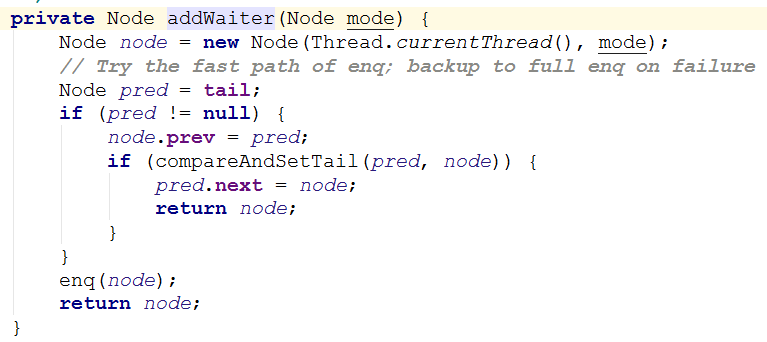 private Node addWaiter(Node mode) {
    Node node = new Node(Thread.currentThread(), mode);
    // Try the fast path of enq; backup to full enq on failure
    Node pred = tail;
    if (pred != null) {
        node.prev = pred;
        if (compareAndSetTail(pred, node)) {
            pred.next = node;
            return node;
        }
    }
    enq(node);
    return node;
}